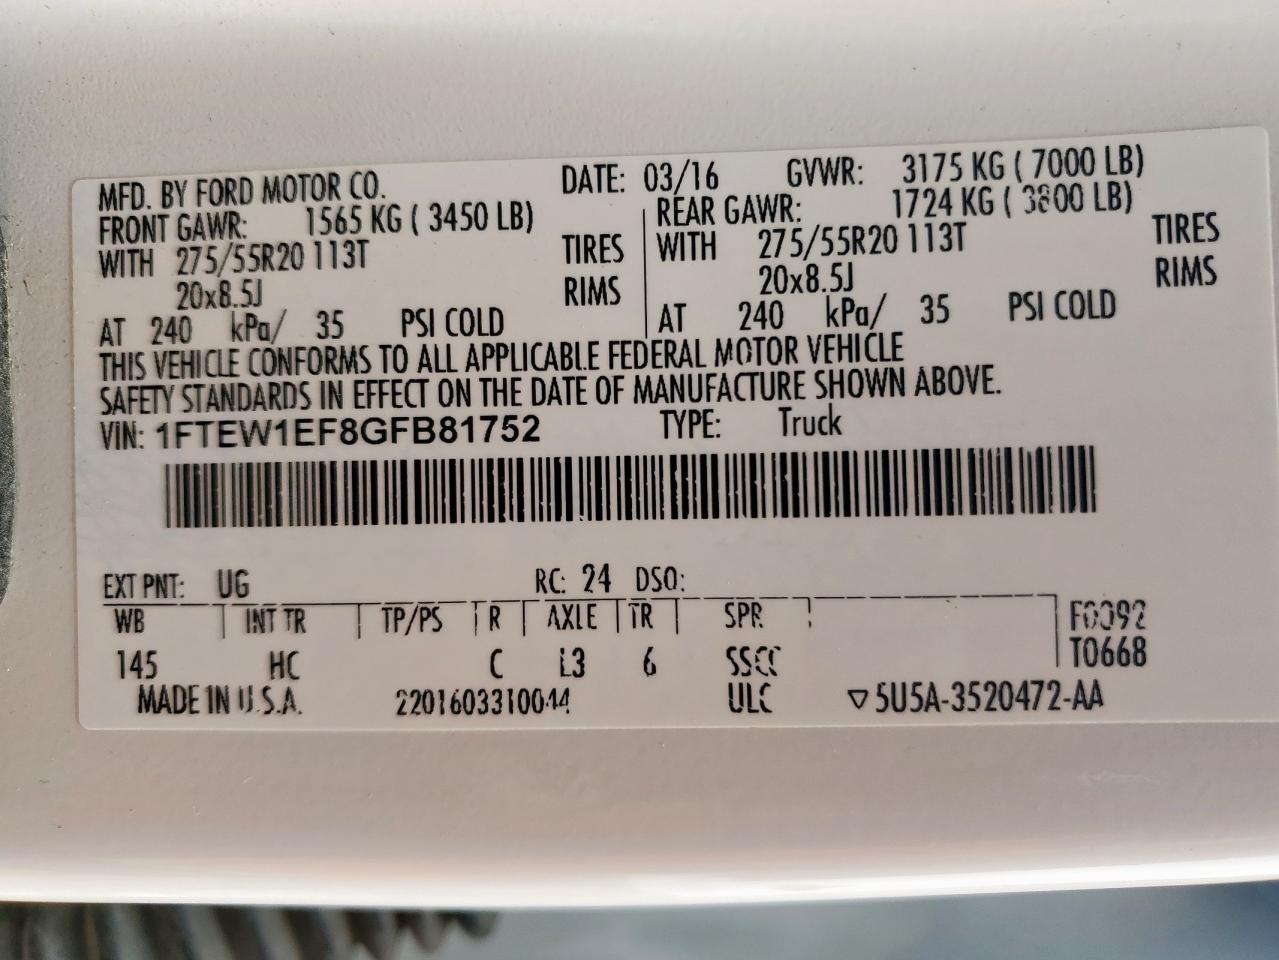 MFD. BY FORD MOTOR CO. DATE: 03/16 GVWR: 3175 KG ( 7000 LB)
FRONT GAWR: 1565 KG ( 3450 LB) REAR GAWR: 1724 KG ( 3800 LB)
WITH 275/55R20 113T TIRES WITH 275/55R20 113T TIRES
20x8.5J RIMS 20x8.5J RIMS
AT 240 kPa/ 35 PSI COLD AT 240 kPa/ 35 PSI COLD
THIS VEHICLE CONFORMS TO ALL APPLICABLE FEDERAL MOTOR VEHICLE
SAFETY STANDARDS IN EFFECT ON THE DATE OF MANUFACTURE SHOWN ABOVE.
VIN: 1FTEW1EF8GFB81752 TYPE: Truck
EXT PNT: UG RC: 24 DSO:
WB INT TR TP/PS R AXLE TR SPR
145 HC C L3 6 T0668
MADE IN U.S.A. ULC ▽5U5A-3520472-AA